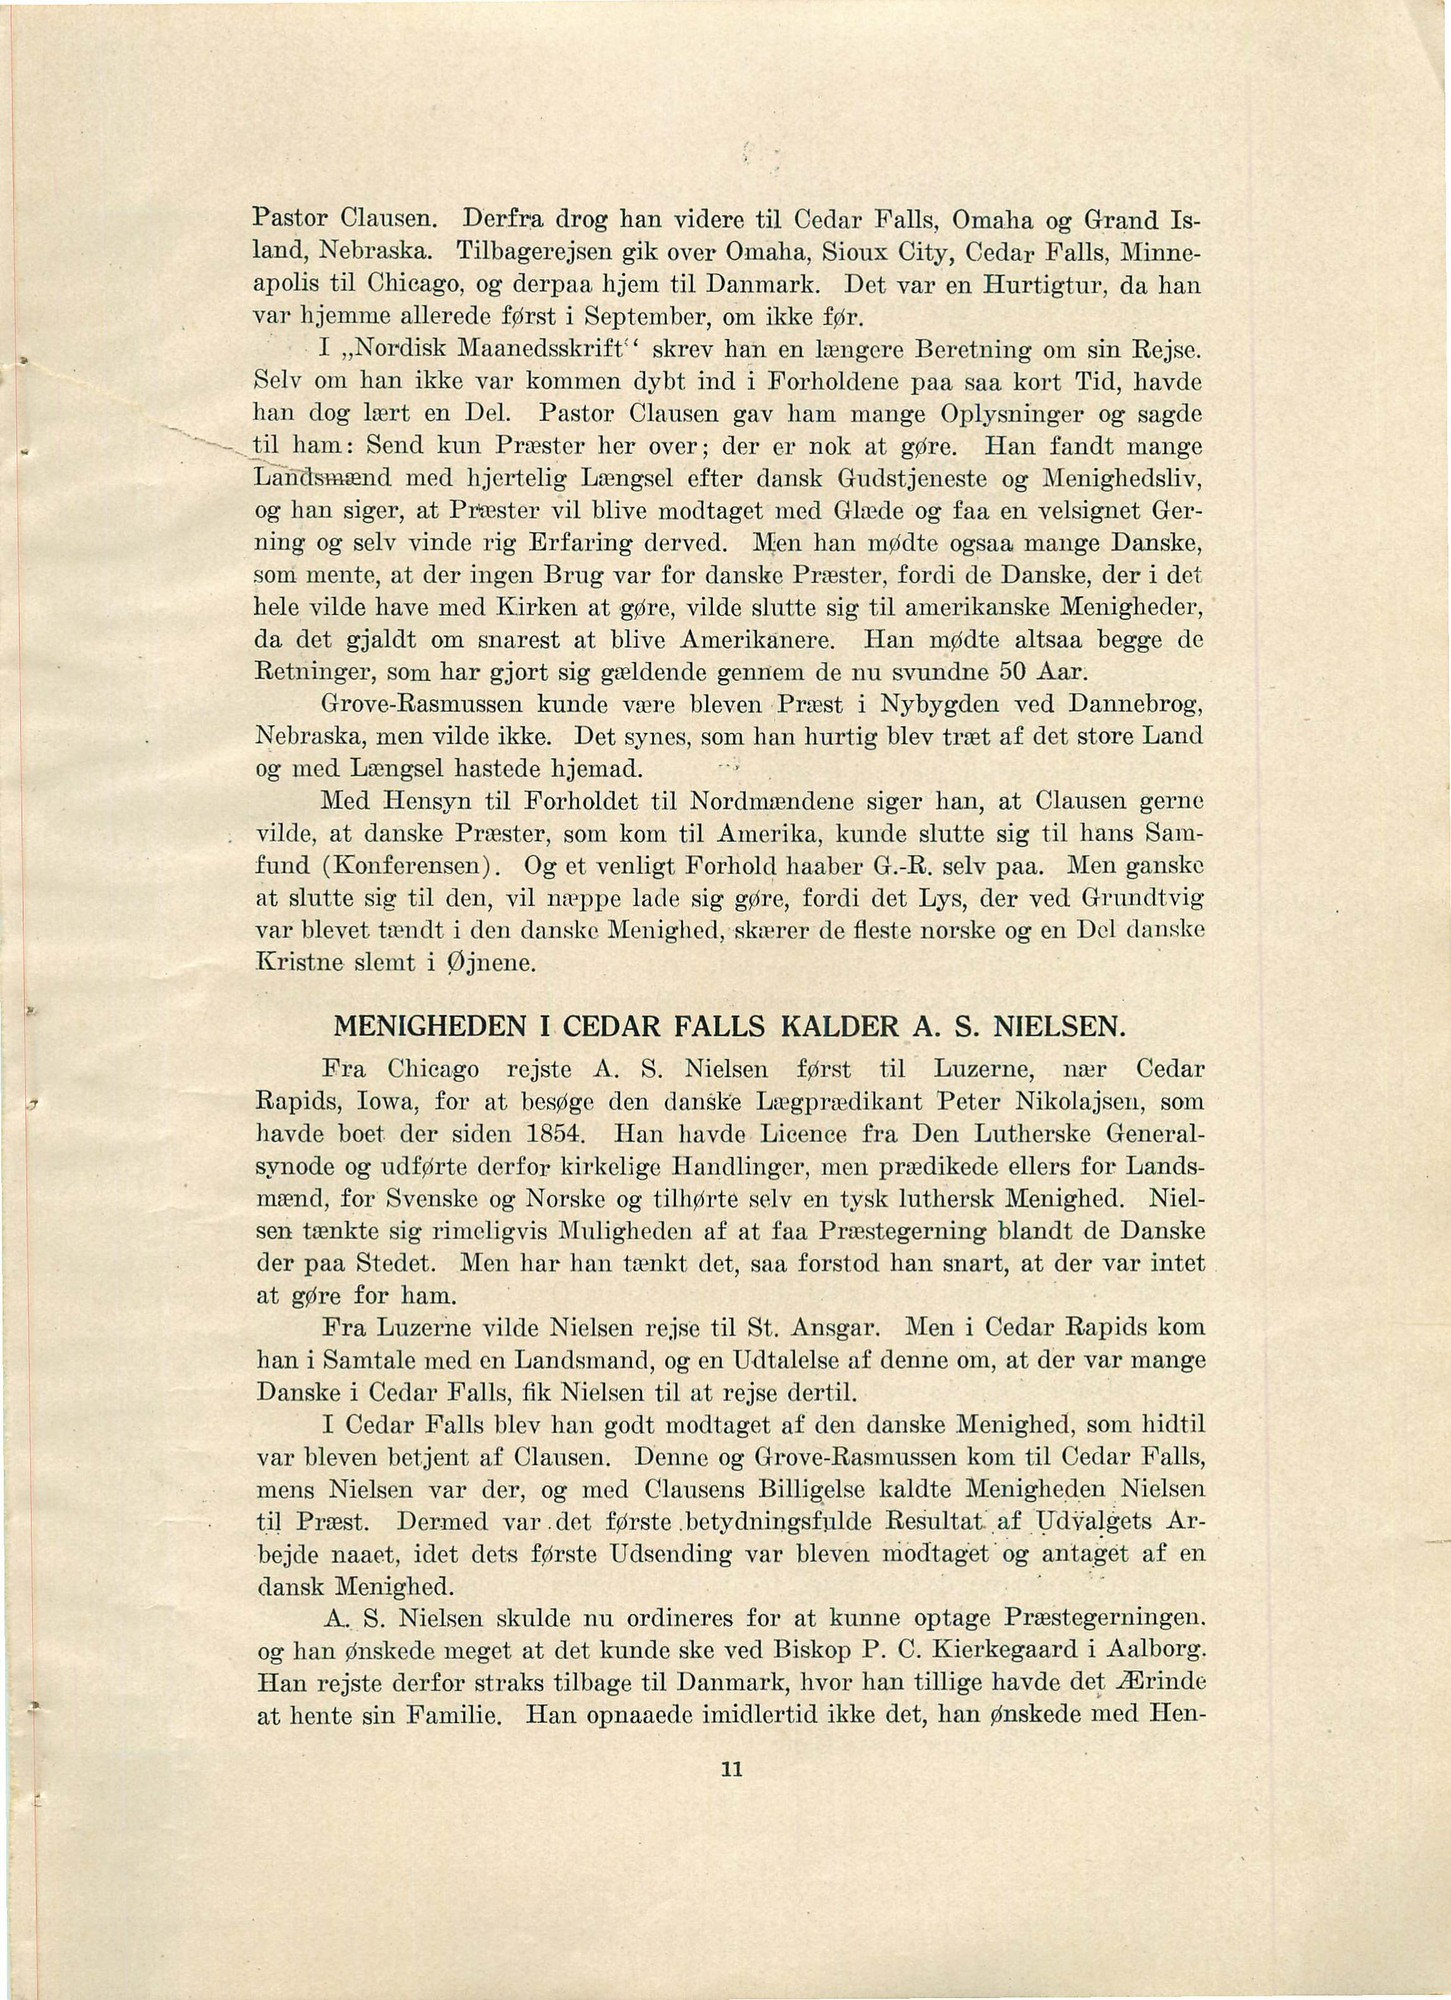 Pastor Clausen. Derfra drog han videre til Cedar Falls, Omaha og Grand Is-
land, Nebraska. Tilbagerejsen gik over Omaha, Sioux City, Cedar Falls, Minne-
apolis til Chicago, og derpaa hjem til Danmark. Det var en Hurtigtur, da han
var hjemme allerede først i September, om ikke før.
I „Nordisk Maanedsskrift“ skrev han en længere Beretning om sin Rejse.
Selv om han ikke var kommen dybt ind i Forholdene paa saa kort Tid, havde
han dog lært en Del. Pastor Clausen gav ham mange Oplysninger og sagde
til ham: Send kun Præster her over; der er nok at gøre. Han fandt mange
Landsmænd med hjertelig Længsel efter dansk Gudstjeneste og Menighedsliv,
og han siger, at Præster vil blive modtaget med Glæde og faa en velsignet Ger-
ning og selv vinde rig Erfaring derved. Men han mødte ogsaa mange Danske,
som mente, at der ingen Brug var for danske Præster, fordi de Danske, der i det
hele vilde have med Kirken at gøre, vilde slutte sig til amerikanske Menigheder,
da det gjaldt om snarest at blive Amerikanere. Han mødte altsaa begge de
Retninger, som har gjort sig gældende gennem de nu svundne 50 Aar.
Grove-Rasmussen kunde være bleven Præst i Nybygden ved Dannebrog,
Nebraska, men vilde ikke. Det synes, som han hurtig blev træt af det store Land
og med Længsel hastede hjemad.
Med Hensyn til Forholdet til Nordmændene siger han, at Clausen gerne
vilde, at danske Præster, som kom til Amerika, kunde slutte sig til hans Sam-
fund (Konferensen). Og et venligt Forhold haaber G.-R. selv paa. Men ganske
at slutte sig til den, vil næppe lade sig gøre, fordi det Lys, der ved Grundtvig
var blevet tændt i den danske Menighed, skærer de fleste norske og en Del danske
Kristne slemt i Øjnene.
MENIGHEDEN I CEDAR FALLS KALDER A. S. NIELSEN.
Fra Chicago rejste A. S. Nielsen først til Luzerne, nær Cedar
Rapids, Iowa, for at besøge den danske Lægprædikant Peter Nikolajsen, som
havde boet der siden 1854. Han havde Licence fra Den Lutherske General-
synode og udførte derfor kirkelige Handlinger, men prædikede ellers for Lands-
mænd, for Svenske og Norske og tilhørte selv en tysk luthersk Menighed. Niel-
sen tænkte sig rimeligvis Muligheden af at faa Præstegerning blandt de Danske
der paa Stedet. Men har han tænkt det, saa forstod han snart, at der var intet
at gøre for ham.
Fra Luzerne vilde Nielsen rejse til St. Ansgar. Men i Cedar Rapids kom
han i Samtale med en Landsmand, og en Udtalelse af denne om, at der var mange
Danske i Cedar Falls, fik Nielsen til at rejse dertil.
I Cedar Falls blev han godt modtaget af den danske Menighed, som hidtil
var bleven betjent af Clausen. Denne og Grove-Rasmussen kom til Cedar Falls,
mens Nielsen var der, og med Clausens Billigelse kaldte Menigheden Nielsen
til Præst. Dermed var det første betydningsfulde Resultat af Udvalgets Ar-
bejde naaet, idet dets første Udsending var bleven modtaget og antaget af en
dansk Menighed.
A. S. Nielsen skulde nu ordineres for at kunne optage Præstegerningen.
og han ønskede meget at det kunde ske ved Biskop P. C. Kierkegaard i Aalborg.
Han rejste derfor straks tilbage til Danmark, hvor han tillige havde det Ærinde
at hente sin Familie. Han opnaaede imidlertid ikke det, han ønskede med Hen-
11